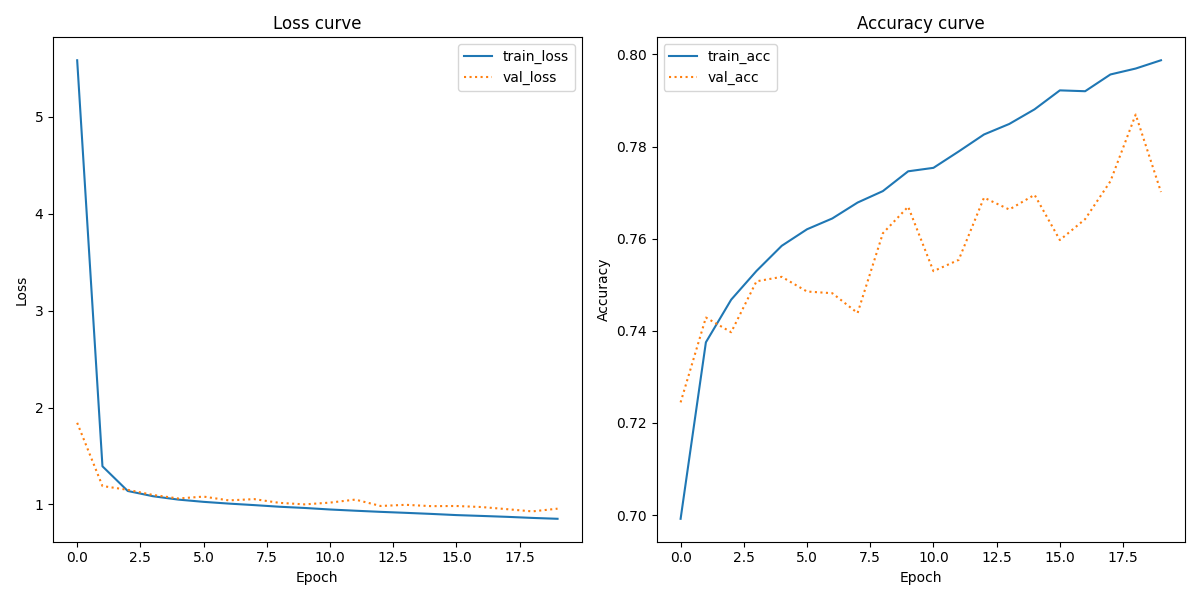 Loss curve
train_loss
val_loss
5
4
3
2
1
Loss
0.0 2.5 5.0 7.5 10.0 12.5 15.0 17.5
Epoch
Accuracy curve
train_acc
val_acc
0.80
0.78
0.76
0.74
0.72
0.70
Accuracy
0.0 2.5 5.0 7.5 10.0 12.5 15.0 17.5
Epoch